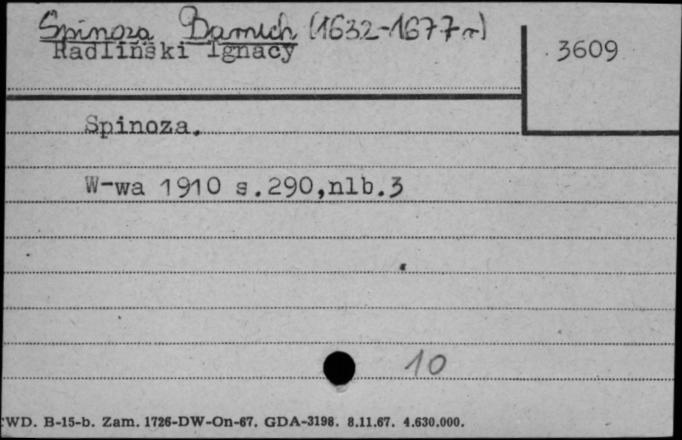 Spinoza Baruch (1632-1677 r)
Radliński Ignacy
3609
Spinoza.
W-wa 1910 s.290,nlb.3
10
WD. B-15-b. Zam. 1726-DW-On-67. GDA-3198. 8.11.67. 4.630.000.